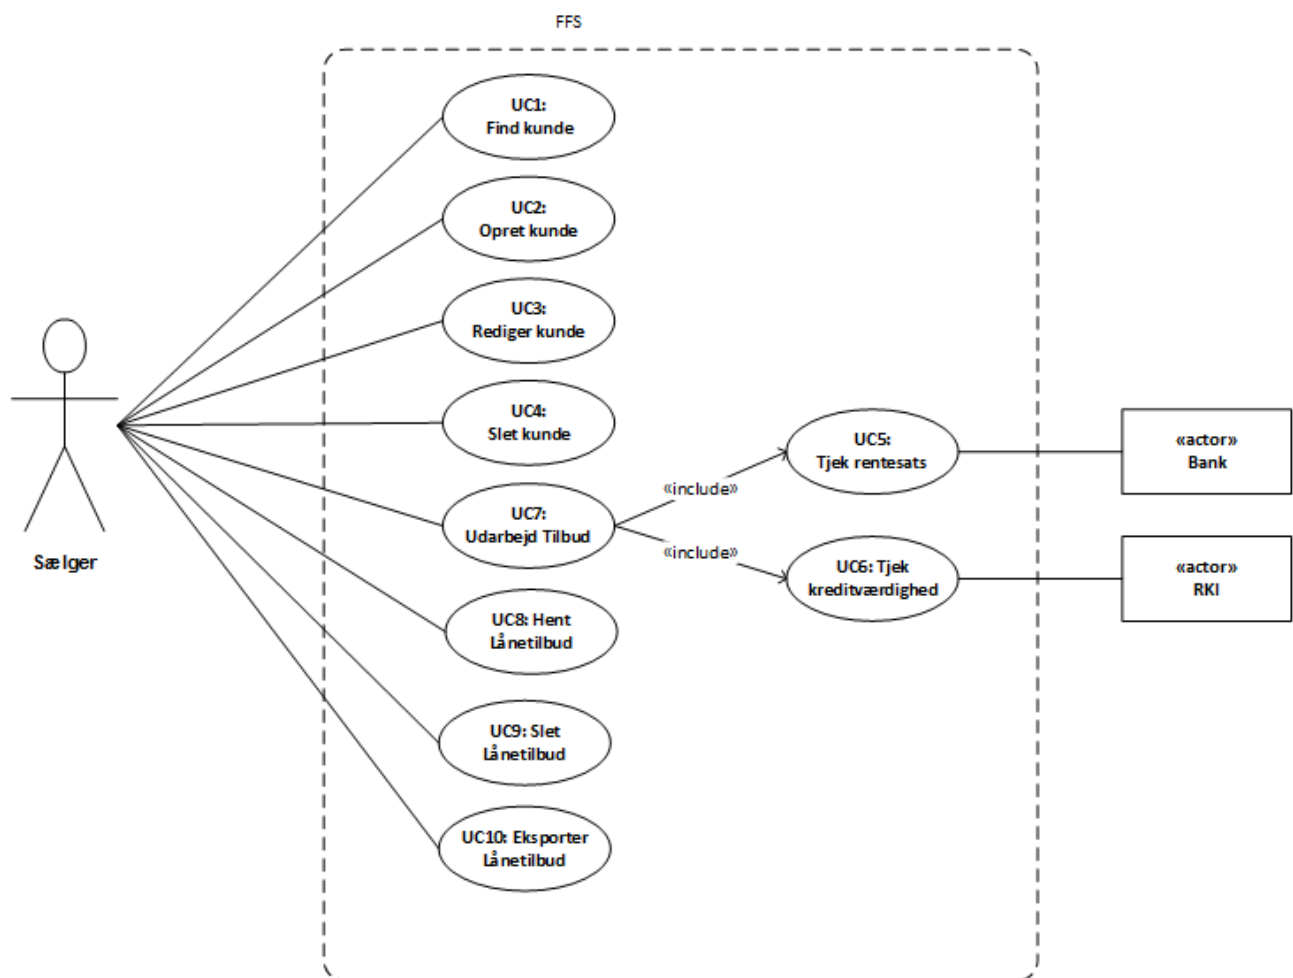 FFS
UC1:
Find kunde
UC2:
Opret kunde
UC3:
Rediger kunde
UC4:
Slet kunde
UC5:
Tjek rentesats
«actor»
Bank
«include»
UC7:
Udarbejd Tilbud
«include»
UC6: Tjek
kreditværdighed
«actor»
RKI
Sælger
UC8: Hent
Lånetilbud
UC9: Slet
Lånetilbud
UC10: Eksporter
Lånetilbud